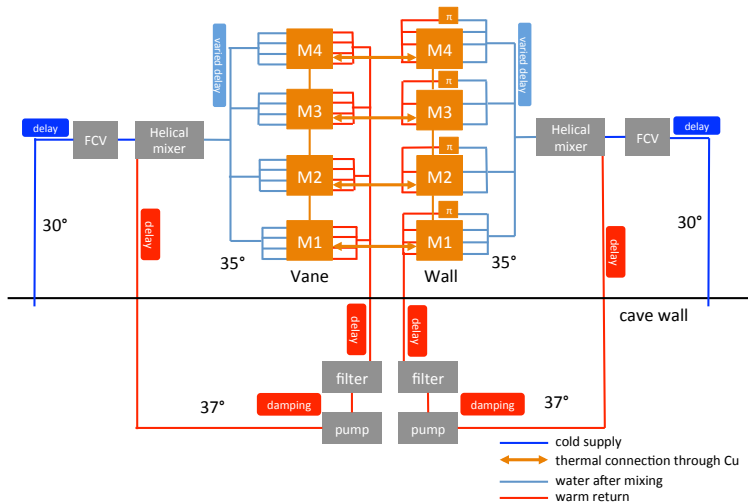 π
varied delay
M4
M4
varied delay
π
M3
M3
delay
FCV
Helical
mixer
Helical
mixer
FCV
delay
π
M2
M2
30°
delay
π
delay
30°
M1
M1
35°
Vane
Wall
35°
cave wall
delay
delay
filter
filter
37°
damping
damping
37°
pump
pump
cold supply
thermal connection through Cu
water after mixing
warm return